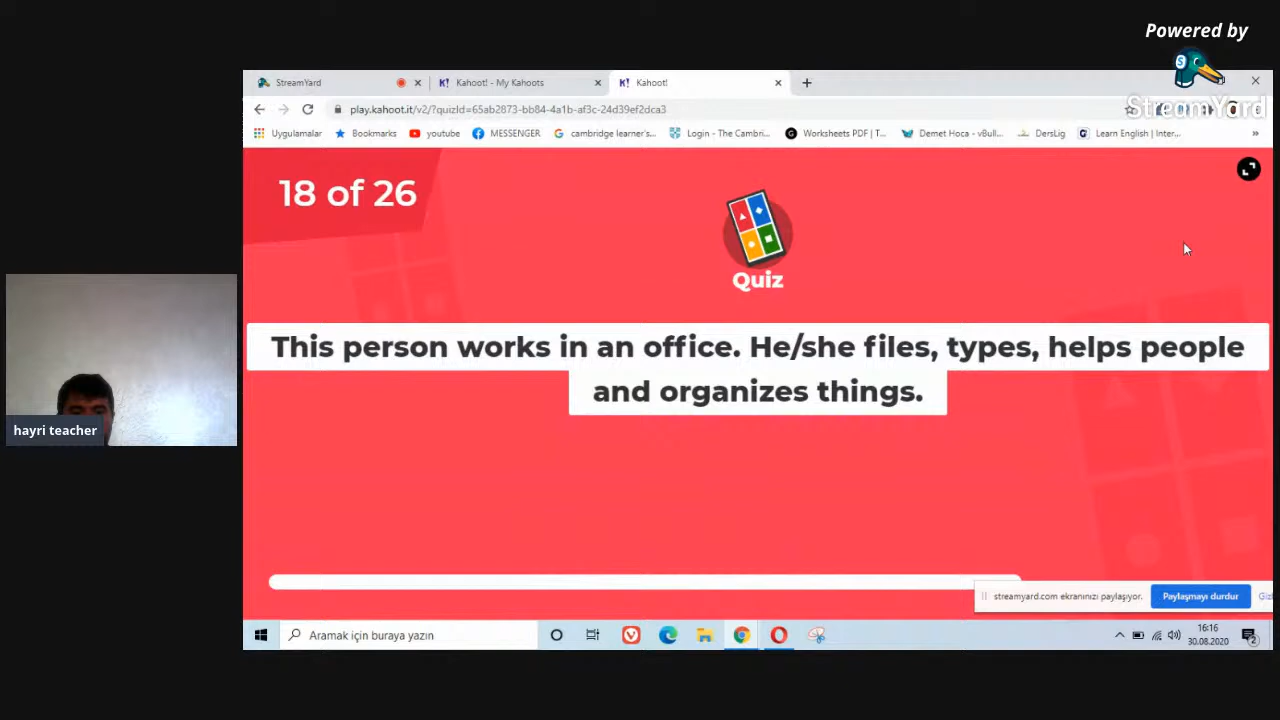 Powered by
StreamYard
StreamYard
Kahoot! - My Kahoots
Kahoot!
play.kahoot.it/v2/?quizId=65ab2873-bb84-4a1b-af3c-24d39ef2dca3
Uygulamalar
Bookmarks
youtube
MESSENGER
cambridge learner's...
Login - The Cambri...
Worksheets PDF | T...
Demet Hoca - vBull...
DersLig
Learn English | Inter...
18 of 26
Quiz
This person works in an office. He/she files, types, helps people
and organizes things.
hayri teacher
streamyard.com ekranınızı paylaşıyor.
Paylaşmayı durdur
Giz
Aramak için buraya yazın
16:16
30.08.2020
2